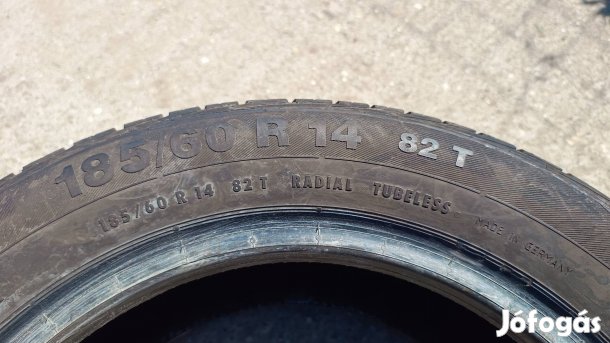 185/60 R 14 82 T
185/60 R 14 82 T RADIAL TUBELESS
MADE IN GERMANY
Jófogás